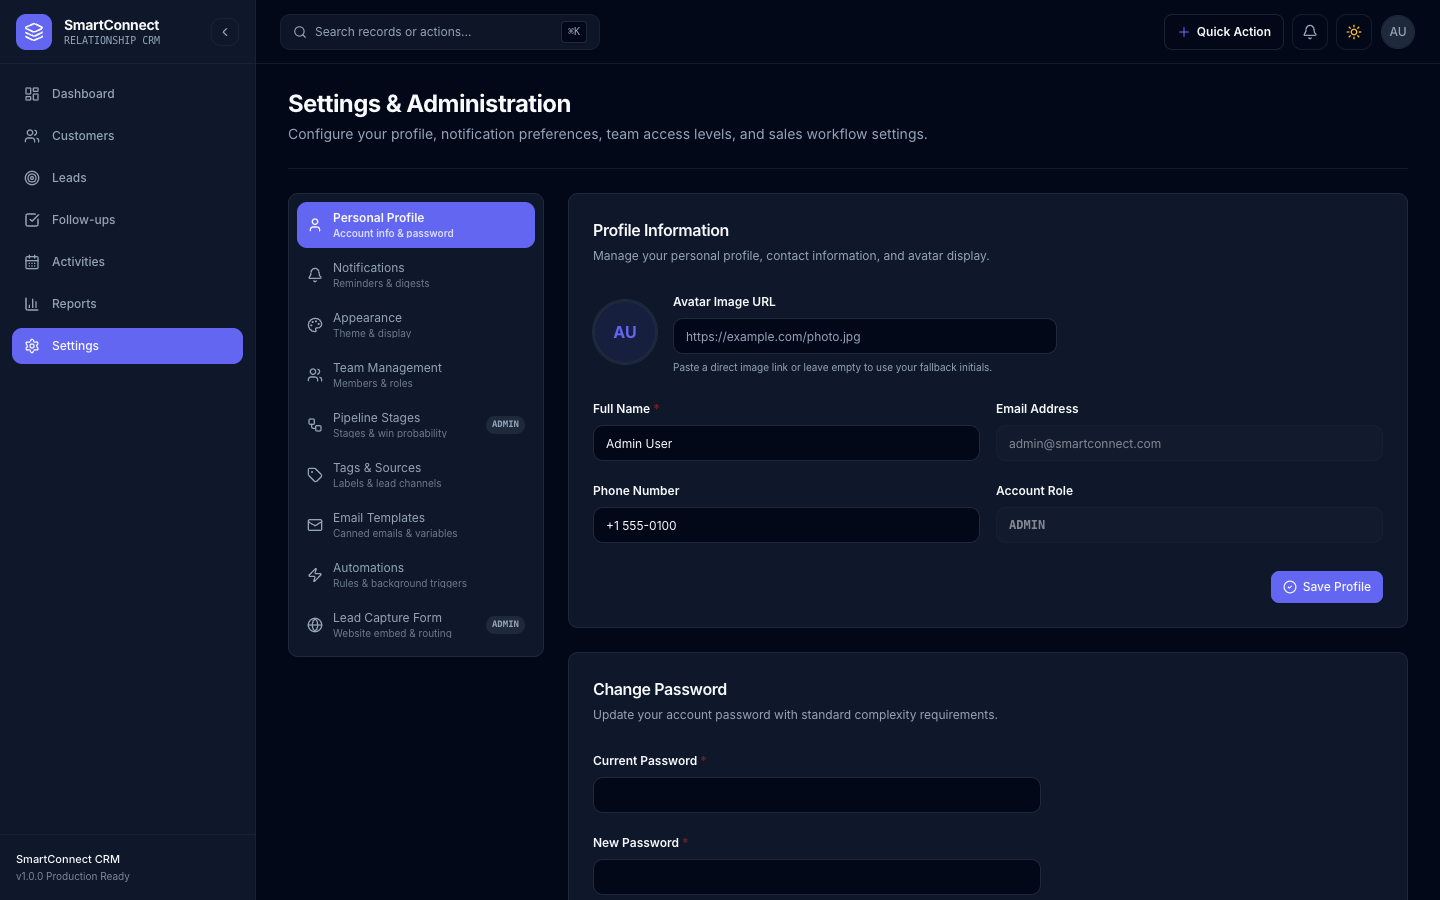 SmartConnect
RELATIONSHIP CRM
Search records or actions...
⌘K
Quick Action
AU
Dashboard
Customers
Leads
Follow-ups
Activities
Reports
Settings
SmartConnect CRM
v1.0.0 Production Ready
Settings & Administration
Configure your profile, notification preferences, team access levels, and sales workflow settings.
Personal Profile
Account info & password
Notifications
Reminders & digests
Appearance
Theme & display
Team Management
Members & roles
Pipeline Stages
Stages & win probability
ADMIN
Tags & Sources
Labels & lead channels
Email Templates
Canned emails & variables
Automations
Rules & background triggers
Lead Capture Form
Website embed & routing
ADMIN
Profile Information
Manage your personal profile, contact information, and avatar display.
AU
Avatar Image URL
https://example.com/photo.jpg
Paste a direct image link or leave empty to use your fallback initials.
Full Name *
Admin User
Email Address
admin@smartconnect.com
Phone Number
+1 555-0100
Account Role
ADMIN
Save Profile
Change Password
Update your account password with standard complexity requirements.
Current Password *
New Password *